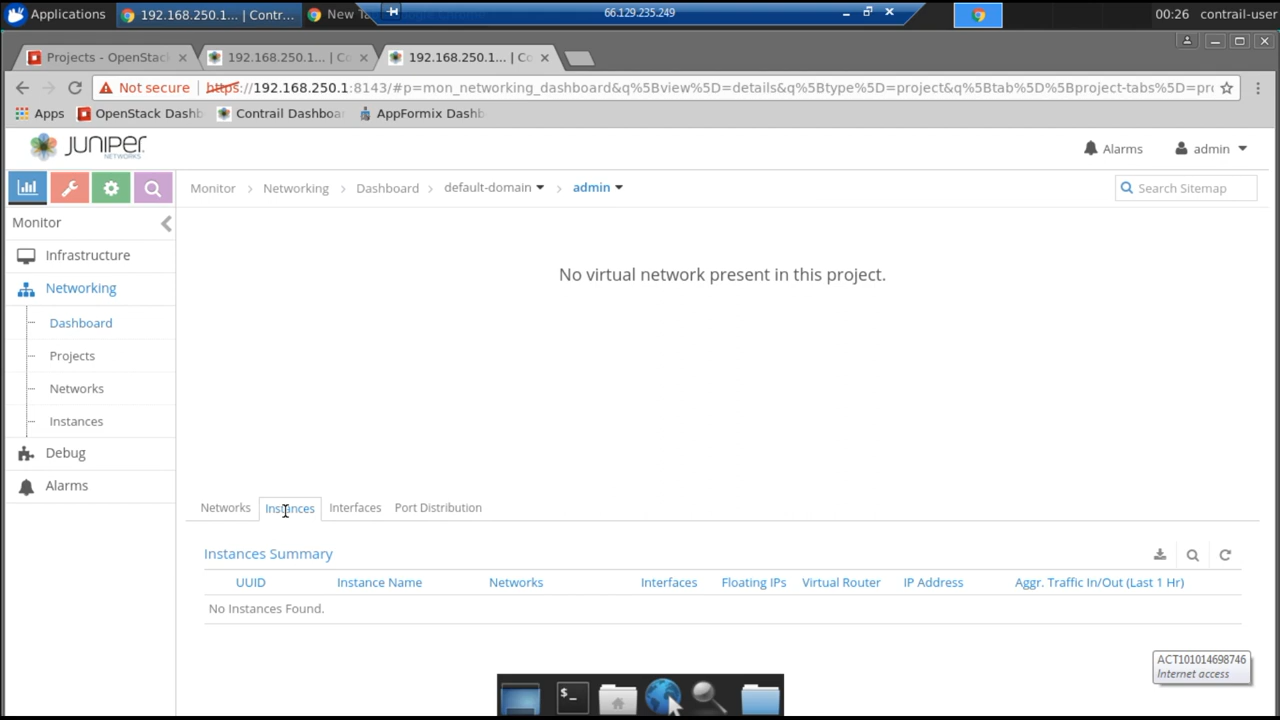 Applications
192.168.250.1... | Contr...
New Ta
66.129.235.249
00:26
contrail-user
Projects - OpenStac
192.168.250.1... | Co
192.168.250.1... | Co
Not secure
https://192.168.250.1:8143/#p=mon_networking_dashboard&q%5Bview%5D=details&q%5Btype%5D=project&q%5Btab%5D%5Bproject-tabs%5D=pro
Apps
OpenStack Dashb
Contrail Dashboa
AppFormix Dashb
JUNIPER
NETWORKS
Alarms
admin
Monitor
Networking
Dashboard
default-domain
admin
Search Sitemap
Monitor
Infrastructure
Networking
Dashboard
Projects
Networks
Instances
Debug
Alarms
No virtual network present in this project.
Networks
Instances
Interfaces
Port Distribution
Instances Summary
UUID
Instance Name
Networks
Interfaces
Floating IPs
Virtual Router
IP Address
Aggr. Traffic In/Out (Last 1 Hr)
No Instances Found.
ACT101014698746
Internet access
$_